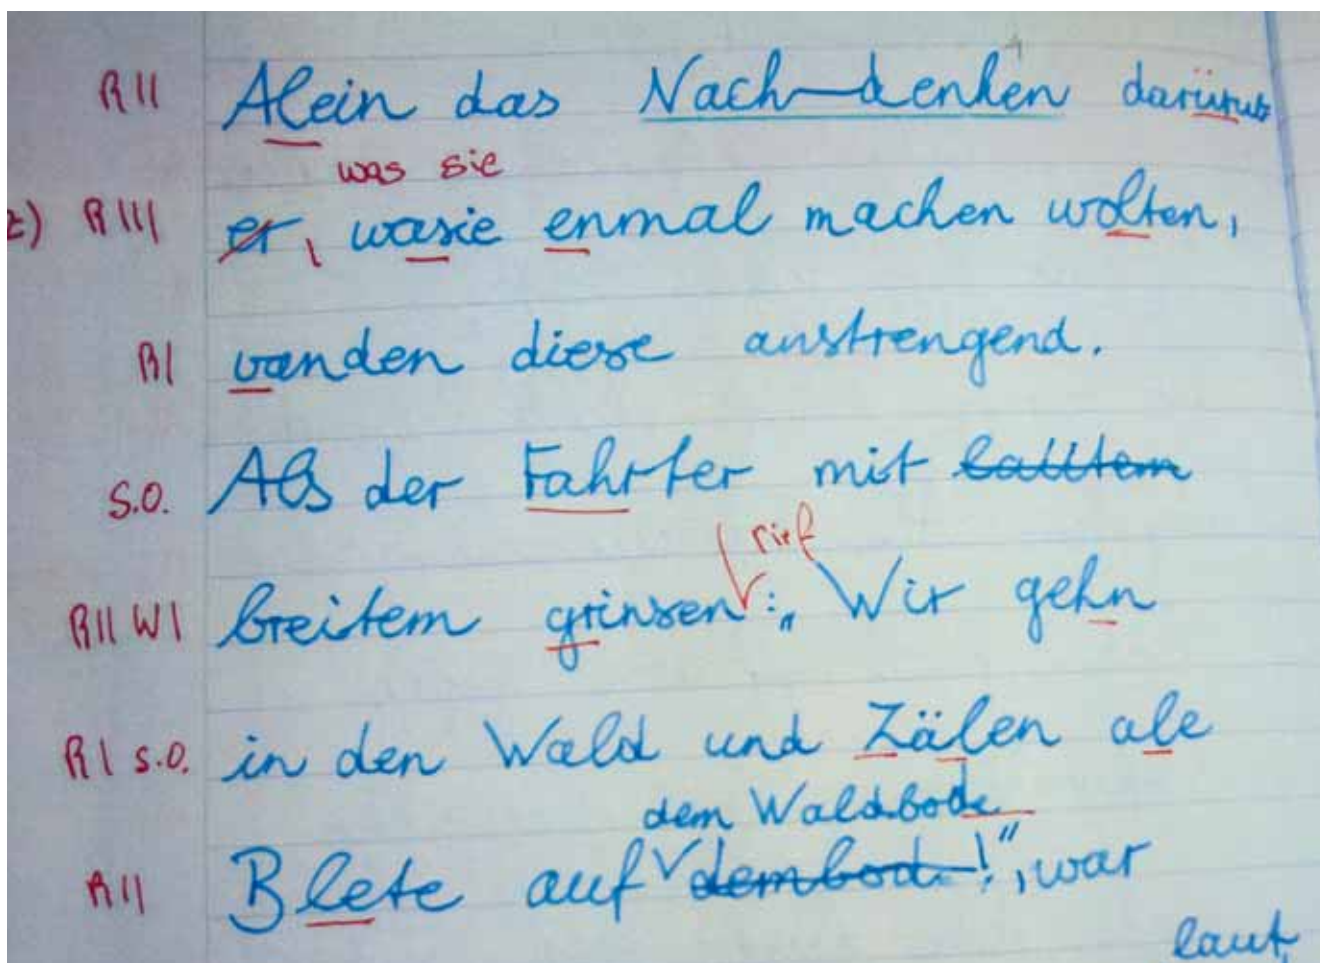 R II Alein das Nach-denken darüb
was sie
R III er, wasie enmal machen wolten,
R I vanden diese anstrengend.
s.o. Als der Fahrter mit
rief
R II W I breitem grinsen : „Wir gehn
R I s.o. in den Wald und Zälen ale
dem Waldbode
R II Blete auf dembod !", war
laut,